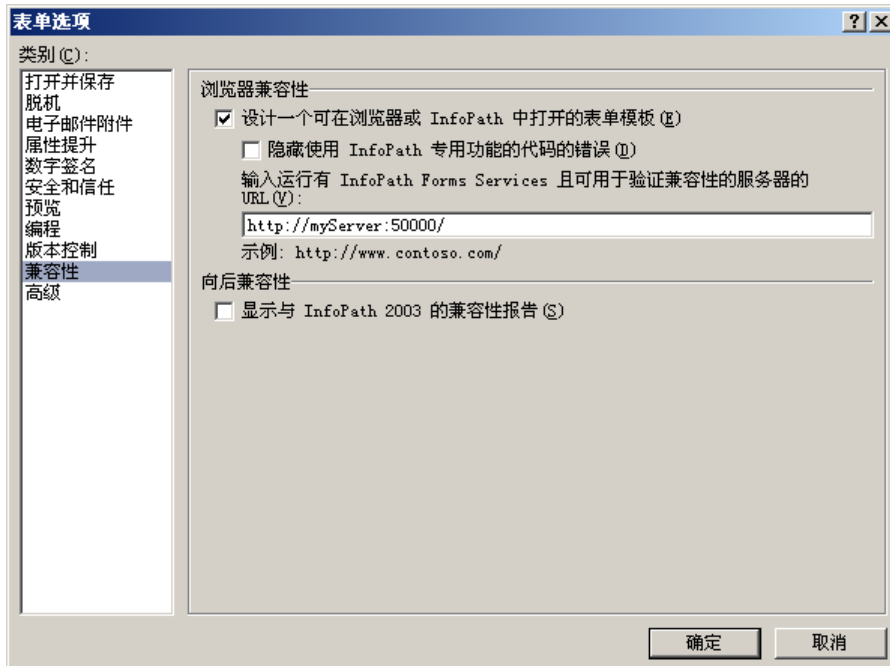 表单选项
类别(C):
打开并保存
脱机
电子邮件附件
属性提升
数字签名
安全和信任
预览
编程
版本控制
兼容性
高级
浏览器兼容性
设计一个可在浏览器或 InfoPath 中打开的表单模板(E)
隐藏使用 InfoPath 专用功能的代码的错误(D)
输入运行有 InfoPath Forms Services 且可用于验证兼容性的服务器的
URL(V):
http://myServer:50000/
示例: http://www.contoso.com/
向后兼容性
显示与 InfoPath 2003 的兼容性报告(S)
确定
取消